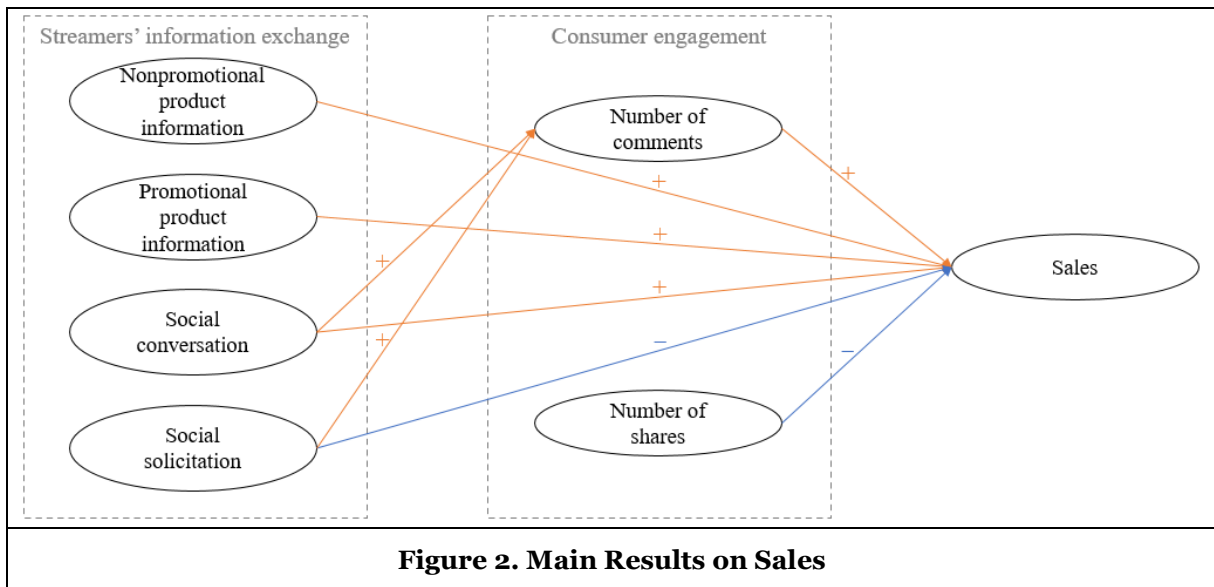 Streamers' information exchange
Nonpromotional
product
information
Promotional
product
information
Social
conversation
Social
solicitation
+
+
Consumer engagement
Number of
comments
+
+
+
−
Number of
shares
+
−
Sales
Figure 2. Main Results on Sales